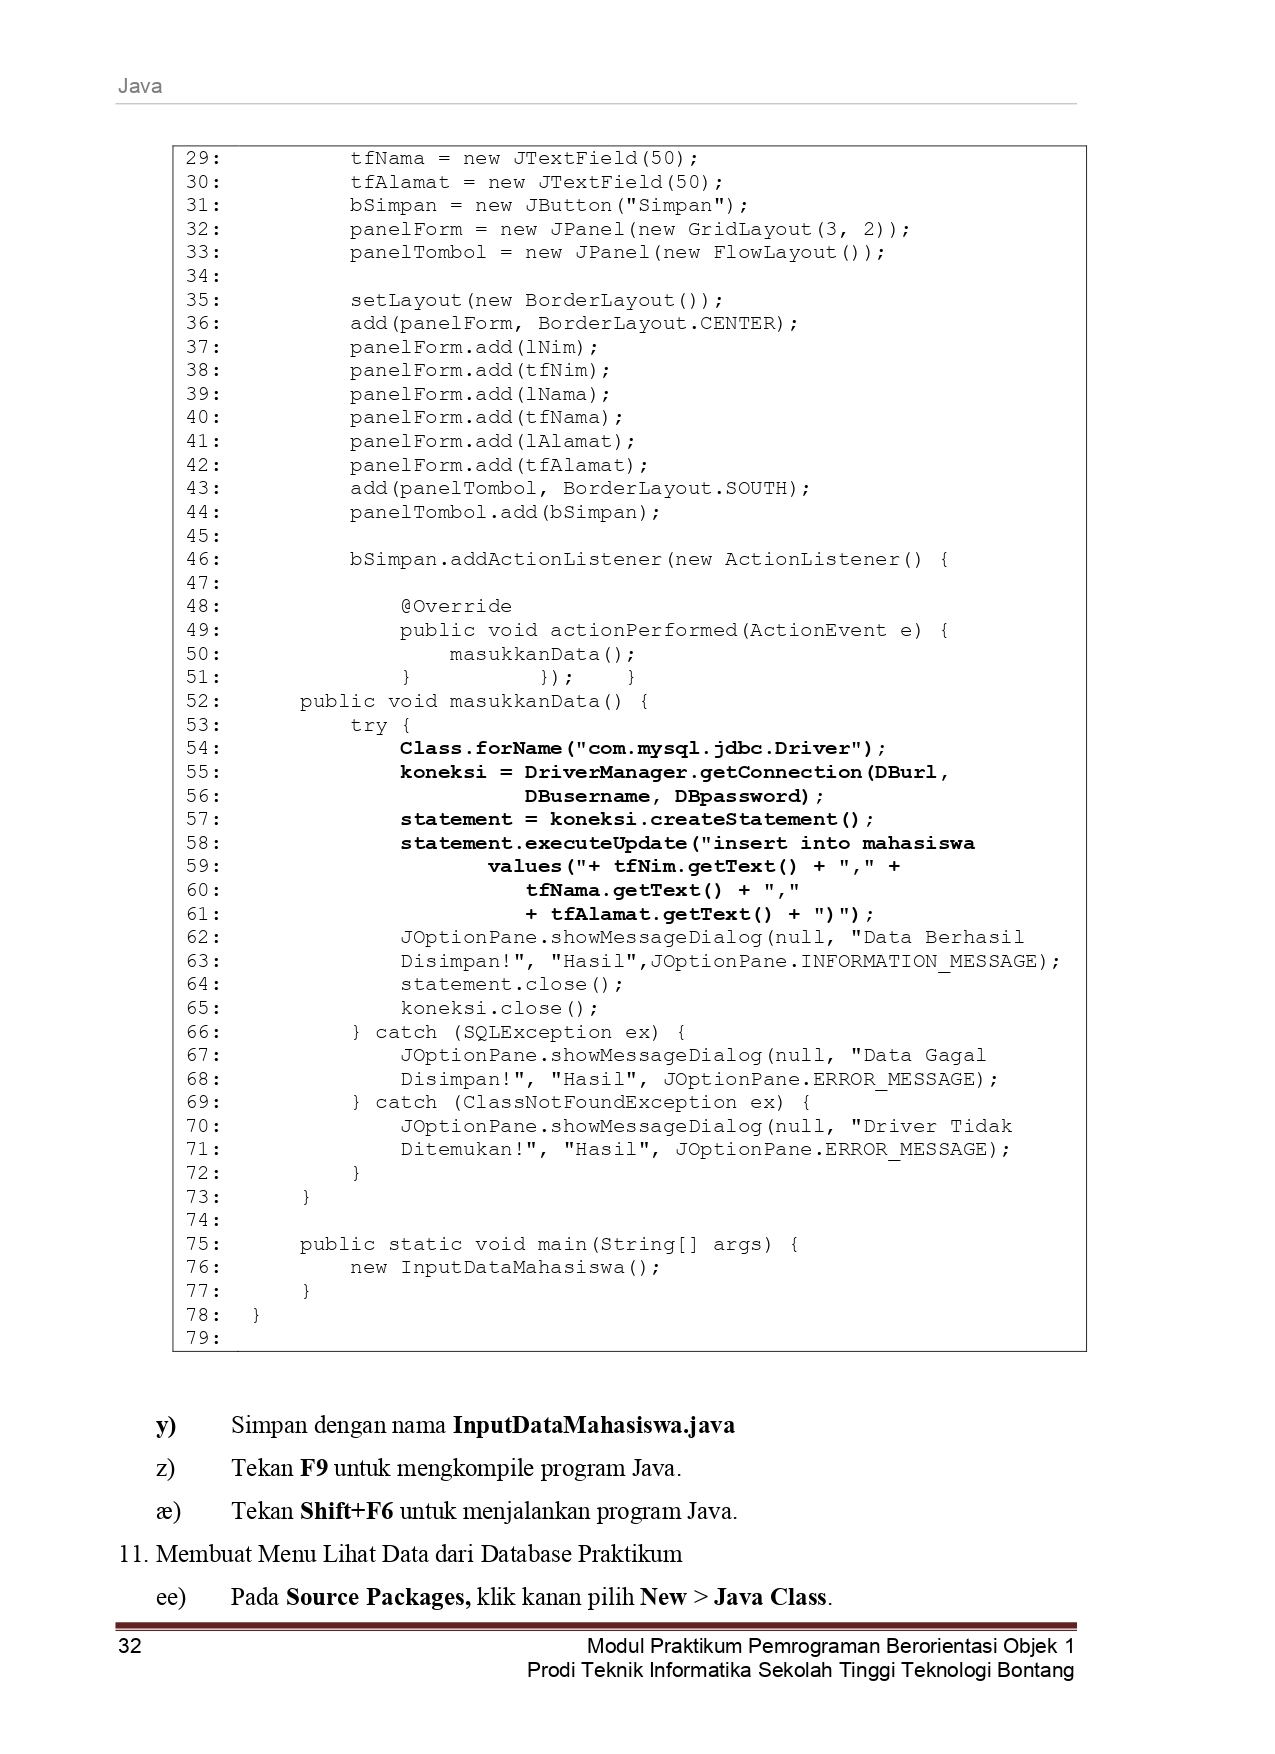 Java
29: tfNama = new JTextField(50);
30: tfAlamat = new JTextField(50);
31: bSimpan = new JButton("Simpan");
32: panelForm = new JPanel(new GridLayout(3, 2));
33: panelTombol = new JPanel(new FlowLayout());
34:
35: setLayout(new BorderLayout());
36: add(panelForm, BorderLayout.CENTER);
37: panelForm.add(lNim);
38: panelForm.add(tfNim);
39: panelForm.add(lNama);
40: panelForm.add(tfNama);
41: panelForm.add(lAlamat);
42: panelForm.add(tfAlamat);
43: add(panelTombol, BorderLayout.SOUTH);
44: panelTombol.add(bSimpan);
45:
46: bSimpan.addActionListener(new ActionListener() {
47:
48: @Override
49: public void actionPerformed(ActionEvent e) {
50: masukkanData();
51: } }); }
52: public void masukkanData() {
53: try {
54: Class.forName("com.mysql.jdbc.Driver");
55: koneksi = DriverManager.getConnection(DBurl,
56: DBusername, DBpassword);
57: statement = koneksi.createStatement();
58: statement.executeUpdate("insert into mahasiswa
59: values("+ tfNim.getText() + "," +
60: tfNama.getText() + ","
61: + tfAlamat.getText() + ")");
62: JOptionPane.showMessageDialog(null, "Data Berhasil
63: Disimpan!", "Hasil",JOptionPane.INFORMATION_MESSAGE);
64: statement.close();
65: koneksi.close();
66: } catch (SQLException ex) {
67: JOptionPane.showMessageDialog(null, "Data Gagal
68: Disimpan!", "Hasil", JOptionPane.ERROR_MESSAGE);
69: } catch (ClassNotFoundException ex) {
70: JOptionPane.showMessageDialog(null, "Driver Tidak
71: Ditemukan!", "Hasil", JOptionPane.ERROR_MESSAGE);
72: }
73: }
74:
75: public static void main(String[] args) {
76: new InputDataMahasiswa();
77: }
78: }
79:
y) Simpan dengan nama InputDataMahasiswa.java
z) Tekan F9 untuk mengkompile program Java.
æ) Tekan Shift+F6 untuk menjalankan program Java.
11. Membuat Menu Lihat Data dari Database Praktikum
ee) Pada Source Packages, klik kanan pilih New > Java Class.
32 Modul Praktikum Pemrograman Berorientasi Objek 1
Prodi Teknik Informatika Sekolah Tinggi Teknologi Bontang